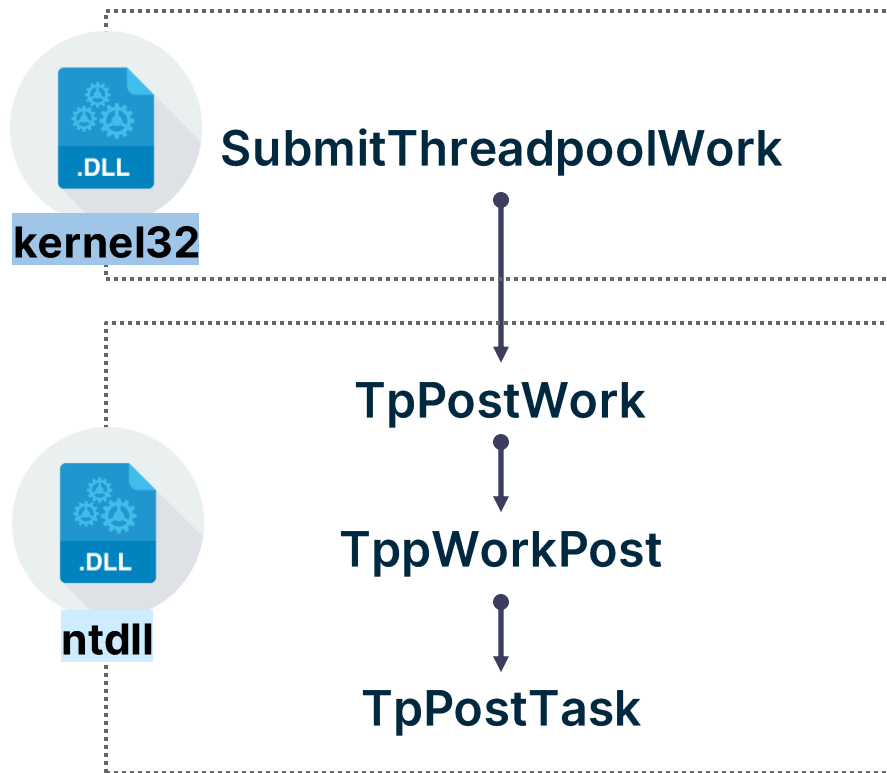 .DLL
SubmitThreadpoolWork
kernel32
TpPostWork
TppWorkPost
.DLL
ntdll
TpPostTask